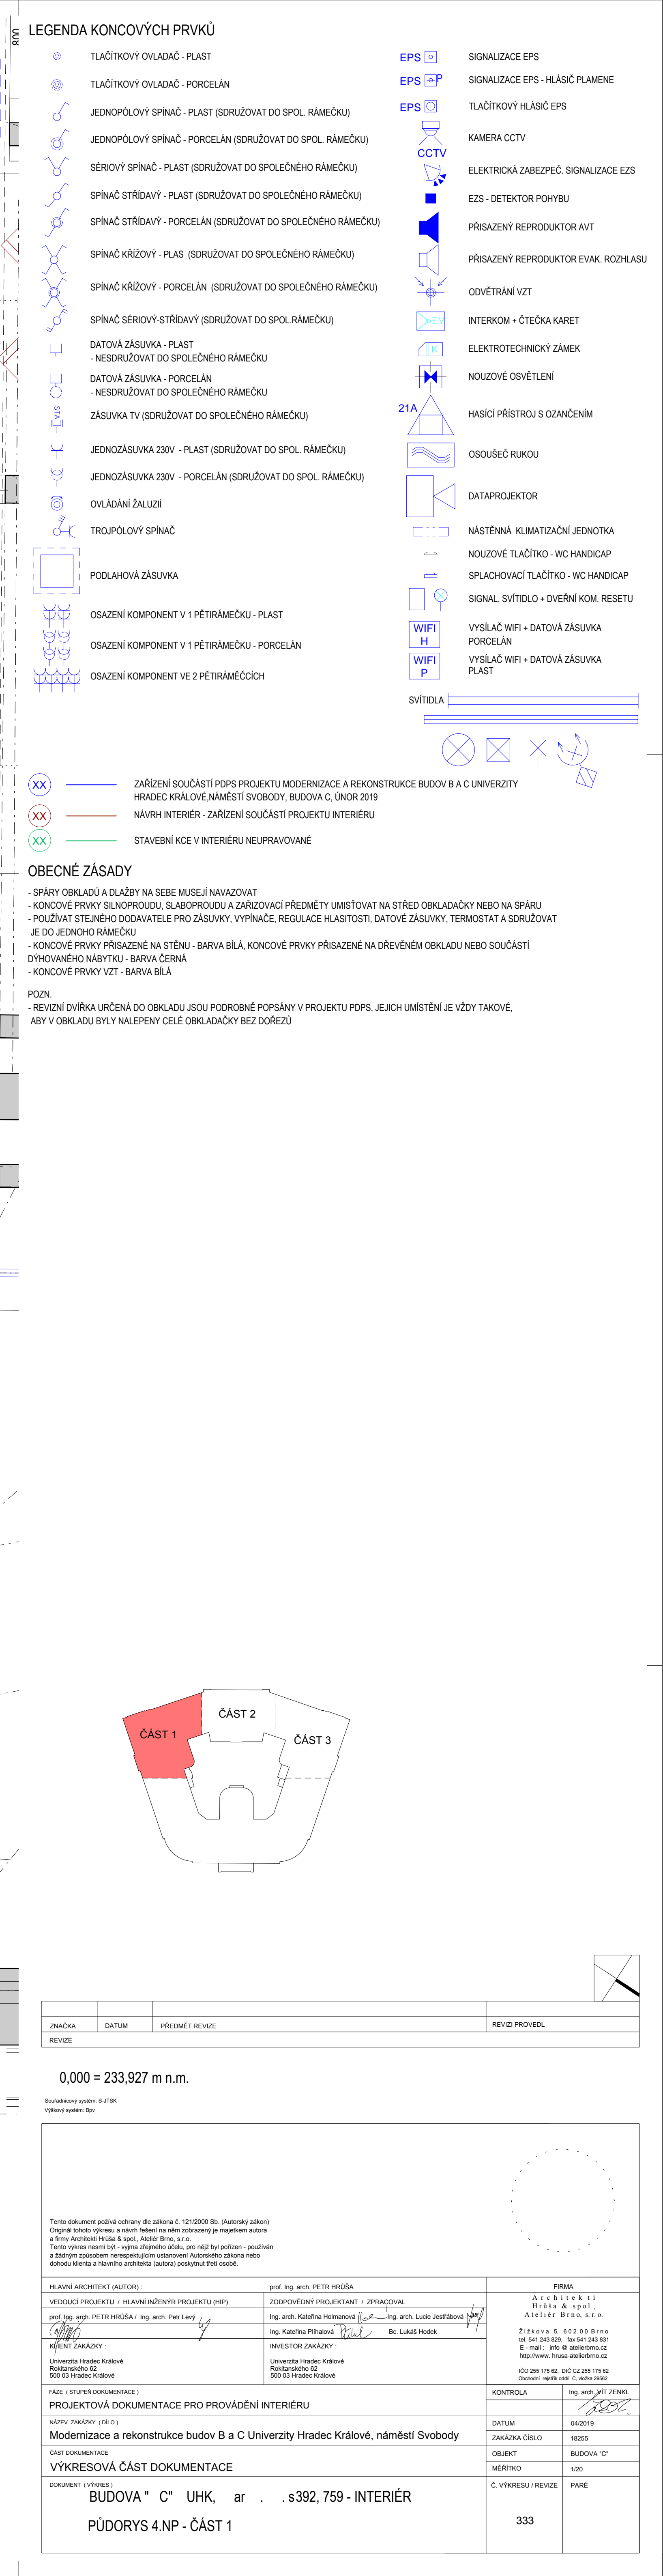 800
LEGENDA KONCOVÝCH PRVKŮ
TLAČÍTKOVÝ OVLADAČ - PLAST
TLAČÍTKOVÝ OVLADAČ - PORCELÁN
JEDNOPÓLOVÝ SPÍNAČ - PLAST (SDRUŽOVAT DO SPOL. RÁMEČKU)
JEDNOPÓLOVÝ SPÍNAČ - PORCELÁN (SDRUŽOVAT DO SPOL. RÁMEČKU)
SÉRIOVÝ SPÍNAČ - PLAST (SDRUŽOVAT DO SPOLEČNÉHO RÁMEČKU)
SPÍNAČ STŘÍDAVÝ - PLAST (SDRUŽOVAT DO SPOLEČNÉHO RÁMEČKU)
SPÍNAČ STŘÍDAVÝ - PORCELÁN (SDRUŽOVAT DO SPOLEČNÉHO RÁMEČKU)
SPÍNAČ KŘÍŽOVÝ - PLAS (SDRUŽOVAT DO SPOLEČNÉHO RÁMEČKU)
SPÍNAČ KŘÍŽOVÝ - PORCELÁN (SDRUŽOVAT DO SPOLEČNÉHO RÁMEČKU)
SPÍNAČ SÉRIOVÝ-STŘÍDAVÝ (SDRUŽOVAT DO SPOL.RÁMEČKU)
DATOVÁ ZÁSUVKA - PLAST
- NESDRUŽOVAT DO SPOLEČNÉHO RÁMEČKU
DATOVÁ ZÁSUVKA - PORCELÁN
- NESDRUŽOVAT DO SPOLEČNÉHO RÁMEČKU
STA
ZÁSUVKA TV (SDRUŽOVAT DO SPOLEČNÉHO RÁMEČKU)
JEDNOZÁSUVKA 230V - PLAST (SDRUŽOVAT DO SPOL. RÁMEČKU)
JEDNOZÁSUVKA 230V - PORCELÁN (SDRUŽOVAT DO SPOL. RÁMEČKU)
OVLÁDÁNÍ ŽALUZIÍ
TROJPÓLOVÝ SPÍNAČ
PODLAHOVÁ ZÁSUVKA
OSAZENÍ KOMPONENT V 1 PĚTIRÁMEČKU - PLAST
OSAZENÍ KOMPONENT V 1 PĚTIRÁMEČKU - PORCELÁN
OSAZENÍ KOMPONENT VE 2 PĚTIRÁMĚČCÍCH
EPS SIGNALIZACE EPS
EPS P SIGNALIZACE EPS - HLÁSIČ PLAMENE
EPS TLAČÍTKOVÝ HLÁSIČ EPS
KAMERA CCTV
CCTV
ELEKTRICKÁ ZABEZPEČ. SIGNALIZACE EZS
EZS - DETEKTOR POHYBU
PŘISAZENÝ REPRODUKTOR AVT
PŘISAZENÝ REPRODUKTOR EVAK. ROZHLASU
ODVĚTRÁNÍ VZT
EV INTERKOM + ČTEČKA KARET
K ELEKTROTECHNICKÝ ZÁMEK
NOUZOVÉ OSVĚTLENÍ
21A HASÍCÍ PŘÍSTROJ S OZANČENÍM
OSOUŠEČ RUKOU
DATAPROJEKTOR
NÁSTĚNNÁ KLIMATIZAČNÍ JEDNOTKA
NOUZOVÉ TLAČÍTKO - WC HANDICAP
SPLACHOVACÍ TLAČÍTKO - WC HANDICAP
SIGNAL. SVÍTIDLO + DVEŘNÍ KOM. RESETU
WIFI H VYSÍLAČ WIFI + DATOVÁ ZÁSUVKA
PORCELÁN
WIFI P VYSÍLAČ WIFI + DATOVÁ ZÁSUVKA
PLAST
SVÍTIDLA
XX ZAŘÍZENÍ SOUČÁSTÍ PDPS PROJEKTU MODERNIZACE A REKONSTRUKCE BUDOV B A C UNIVERZITY
HRADEC KRÁLOVÉ,NÁMĚSTÍ SVOBODY, BUDOVA C, ÚNOR 2019
XX NÁVRH INTERIÉR - ZAŘÍZENÍ SOUČÁSTÍ PROJEKTU INTERIÉRU
XX STAVEBNÍ KCE V INTERIÉRU NEUPRAVOVANÉ
OBECNÉ ZÁSADY
- SPÁRY OBKLADŮ A DLAŽBY NA SEBE MUSEJÍ NAVAZOVAT
- KONCOVÉ PRVKY SILNOPROUDU, SLABOPROUDU A ZAŘIZOVACÍ PŘEDMĚTY UMISŤOVAT NA STŘED OBKLADAČKY NEBO NA SPÁRU
- POUŽÍVAT STEJNÉHO DODAVATELE PRO ZÁSUVKY, VYPÍNAČE, REGULACE HLASITOSTI, DATOVÉ ZÁSUVKY, TERMOSTAT A SDRUŽOVAT
JE DO JEDNOHO RÁMEČKU
- KONCOVÉ PRVKY PŘISAZENÉ NA STĚNU - BARVA BÍLÁ, KONCOVÉ PRVKY PŘISAZENÉ NA DŘEVĚNÉM OBKLADU NEBO SOUČÁSTÍ
DÝHOVANÉHO NÁBYTKU - BARVA ČERNÁ
- KONCOVÉ PRVKY VZT - BARVA BÍLÁ
POZN.
- REVIZNÍ DVÍŘKA URČENÁ DO OBKLADU JSOU PODROBNĚ POPSÁNY V PROJEKTU PDPS. JEJICH UMÍSTĚNÍ JE VŽDY TAKOVÉ,
ABY V OBKLADU BYLY NALEPENY CELÉ OBKLADAČKY BEZ DOŘEZŮ
ČÁST 1
ČÁST 2
ČÁST 3
ZNAČKA DATUM PŘEDMĚT REVIZE REVIZI PROVEDL
REVIZE
0,000 = 233,927 m n.m.
Souřadnicový systém: S-JTSK
Výškový systém: Bpv
Tento dokument požívá ochrany dle zákona č. 121/2000 Sb. (Autorský zákon)
Originál tohoto výkresu a návrh řešení na něm zobrazený je majetkem autora
a firmy Architekti Hrůša & spol., Ateliér Brno, s.r.o.
Tento výkres nesmí být - vyjma zřejmého účelu, pro nějž byl pořízen - používán
a žádným způsobem nerespektujícím ustanovení Autorského zákona nebo
dohodu klienta a hlavního architekta (autora) poskytnut třetí osobě.
HLAVNÍ ARCHITEKT (AUTOR) : prof. Ing. arch. PETR HRŮŠA
VEDOUCÍ PROJEKTU / HLAVNÍ INŽENÝR PROJEKTU (HIP)
prof. Ing. arch. PETR HRŮŠA / Ing. arch. Petr Levý
ZODPOVĚDNÝ PROJEKTANT / ZPRACOVAL
Ing. arch. Kateřina Holmanová Ing. arch. Lucie Jestřábová
Ing. Kateřina Plíhalová Bc. Lukáš Hodek
KLIENT ZAKÁZKY :
Univerzita Hradec Králové
Rokitanského 62
500 03 Hradec Králové
INVESTOR ZAKÁZKY :
Univerzita Hradec Králové
Rokitanského 62
500 03 Hradec Králové
FIRMA
Architekti
Hrůša & spol.,
Ateliér Brno, s.r.o.
Žižkova 5, 602 00 Brno
tel. 541 243 829, fax 541 243 831
E - mail : info @ atelierbrno.cz
http://www. hrusa-atelierbrno.cz
IČO 255 175 62. DIČ CZ 255 175 62
Obchodní rejstřík oddíl C, vložka 29562
FÁZE ( STUPEŇ DOKUMENTACE )
PROJEKTOVÁ DOKUMENTACE PRO PROVÁDĚNÍ INTERIÉRU
NÁZEV ZAKÁZKY ( DÍLO )
Modernizace a rekonstrukce budov B a C Univerzity Hradec Králové, náměstí Svobody
ČÁST DOKUMENTACE
VÝKRESOVÁ ČÁST DOKUMENTACE
DOKUMENT ( VÝKRES )
BUDOVA " C" UHK, ar . . s392, 759 - INTERIÉR
PŮDORYS 4.NP - ČÁST 1
KONTROLA Ing. arch. VÍT ZENKL
DATUM 04/2019
ZAKÁZKA ČÍSLO 18255
OBJEKT BUDOVA "C"
MĚŘÍTKO 1/20
Č. VÝKRESU / REVIZE PARÉ
333